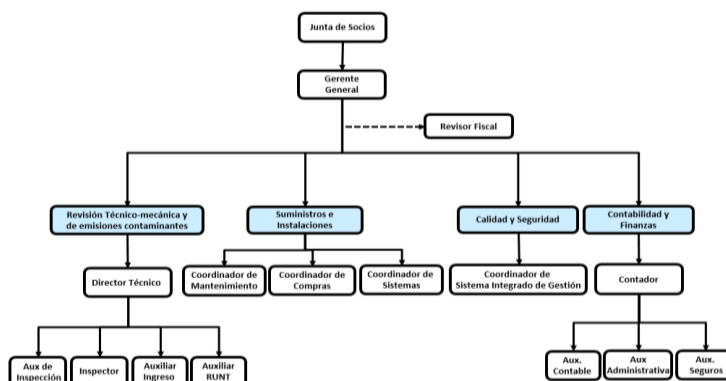 Junta de Socios
Gerente
General
Revisor Fiscal
Revisión Técnico-mecánica y
de emisiones contaminantes
Suministros e
Instalaciones
Calidad y Seguridad
Contabilidad y
Finanzas
Director Técnico
Coordinador de
Mantenimiento
Coordinador de
Compras
Coordinador de
Sistemas
Coordinador de
Sistema Integrado de Gestión
Contador
Aux de
Inspección
Inspector
Auxiliar
Ingreso
Auxiliar
RUNT
Aux.
Contable
Aux
Administrativa
Aux.
Seguros